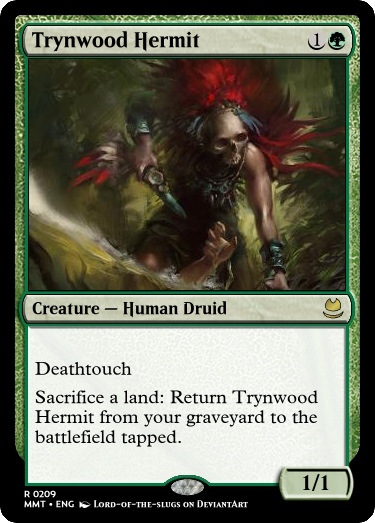 Trynwood Hermit 1
Creature — Human Druid
Deathtouch
Sacrifice a land: Return Trynwood
Hermit from your graveyard to the
battlefield tapped.
1/1
R 0209
MMT • ENG Lord-of-the-slugs on DeviantArt